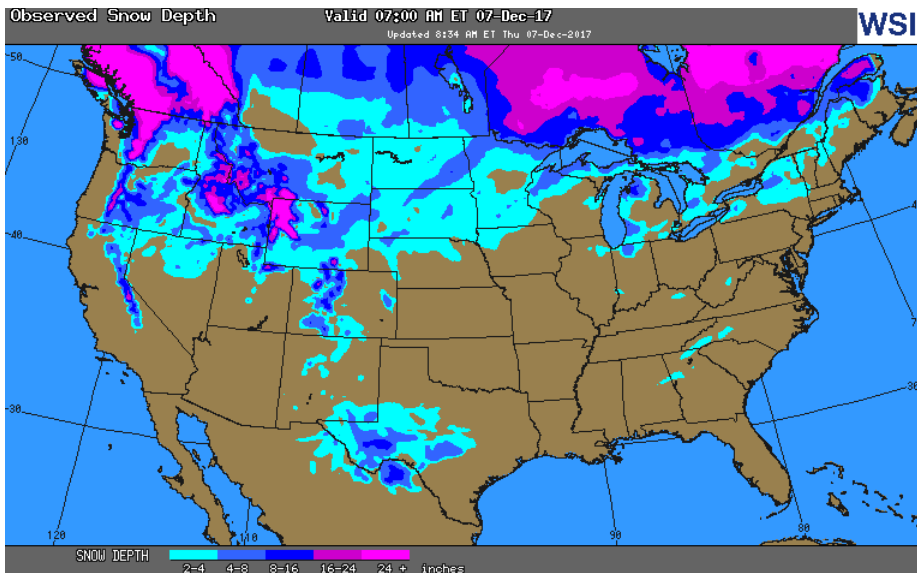 Observed Snow Depth Valid 07:00 AM ET 07-Dec-17 WSI
Updated 8:34 AM ET Thu 07-Dec-2017
50
130
40
30
30
120 110 90 80
SNOW DEPTH
2-4 4-8 8-16 16-24 24 + inches